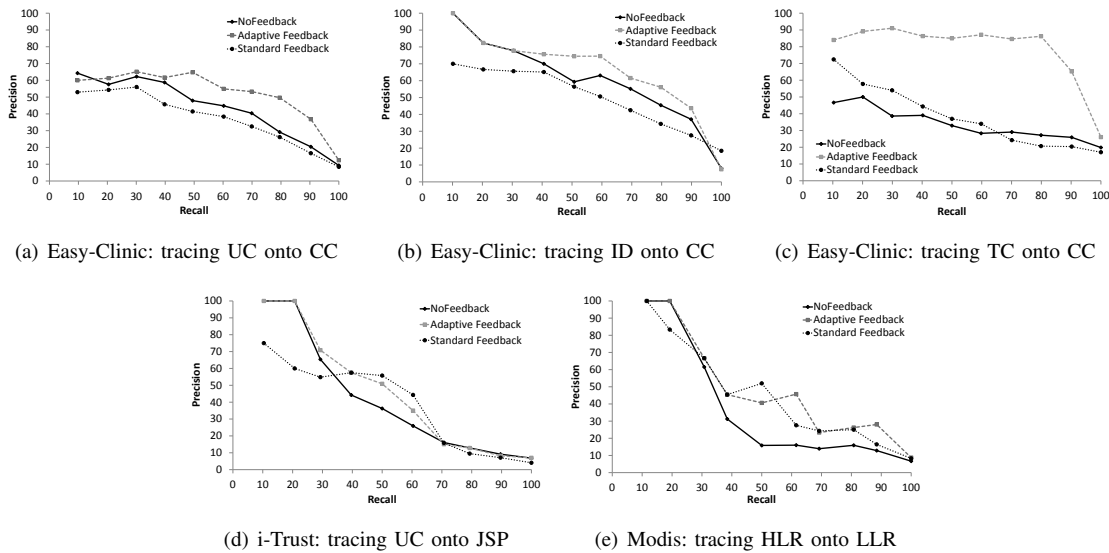 NoFeedback
Adaptive Feedback
Standard Feedback
Precision
100
90
80
70
60
50
40
30
20
10
0
0 10 20 30 40 50 60 70 80 90 100
Recall
(a) Easy-Clinic: tracing UC onto CC
NoFeedback
Adaptive Feedback
Standard Feedback
Precision
100
90
80
70
60
50
40
30
20
10
0
0 10 20 30 40 50 60 70 80 90 100
Recall
(b) Easy-Clinic: tracing ID onto CC
Precision
100
90
80
70
60
50
40
30
20
10
0
NoFeedback
Adaptive Feedback
Standard Feedback
0 10 20 30 40 50 60 70 80 90 100
Recall
(c) Easy-Clinic: tracing TC onto CC
NoFeedback
Adaptive Feedback
Standard Feedback
Precision
100
90
80
70
60
50
40
30
20
10
0
0 10 20 30 40 50 60 70 80 90 100
Recall
(d) i-Trust: tracing UC onto JSP
NoFeedback
Adaptive Feedback
Standard Feedback
Precision
100
90
80
70
60
50
40
30
20
10
0
0 10 20 30 40 50 60 70 80 90 100
Recall
(e) Modis: tracing HLR onto LLR